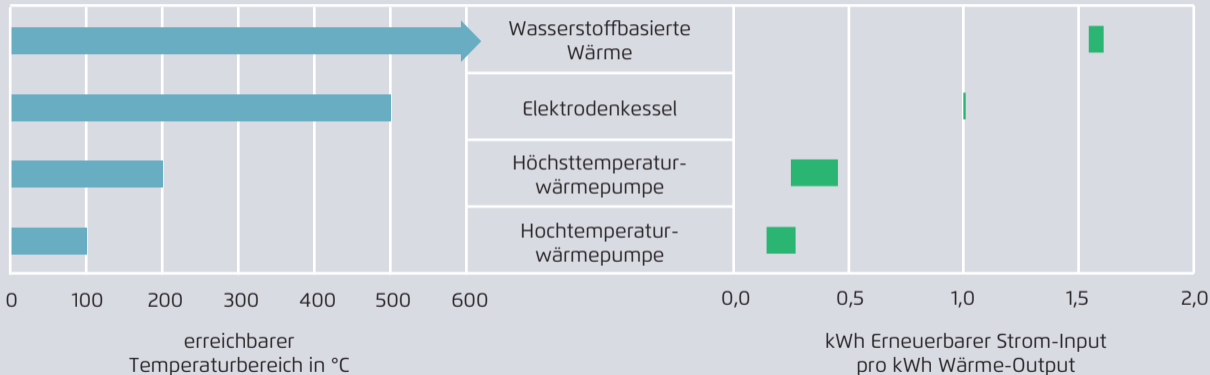 Wasserstoffbasierte
Wärme
Elektrodenkessel
Höchsttemperatur-
wärmepumpe
Hochtemperatur-
wärmepumpe
0 100 200 300 400 500 600
erreichbarer
Temperaturbereich in °C
0,0 0,5 1,0 1,5 2,0
kWh Erneuerbarer Strom-Input
pro kWh Wärme-Output